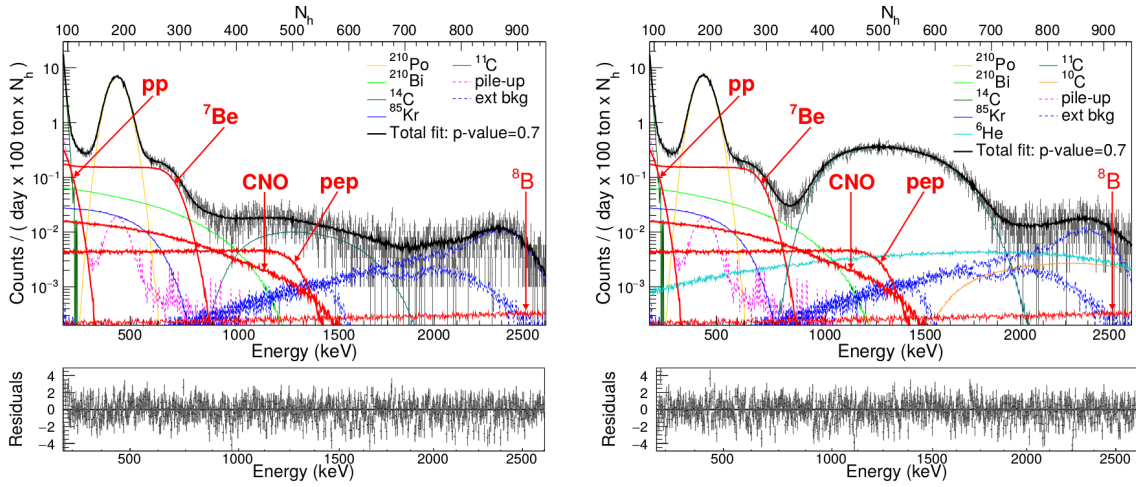 N_h
100 200 300 400 500 600 700 800 900
Counts / ( day x 100 ton x N_h )
10
1
10^−1
10^−2
10^−3
^210Po
^210Bi
^14C
^85Kr
^11C
pile-up
ext bkg
Total fit: p-value=0.7
pp
^7Be
CNO
pep
^8B
500 1000 1500 2000 2500
Energy (keV)
Residuals
4
2
0
−2
−4
500 1000 1500 2000 2500
Energy (keV)
N_h
100 200 300 400 500 600 700 800 900
Counts / ( day x 100 ton x N_h )
10
1
10^−1
10^−2
10^−3
^210Po
^210Bi
^14C
^85Kr
^6He
^11C
^10C
pile-up
ext bkg
Total fit: p-value=0.7
pp
^7Be
CNO
pep
^8B
500 1000 1500 2000 2500
Energy (keV)
Residuals
4
2
0
−2
−4
500 1000 1500 2000 2500
Energy (keV)